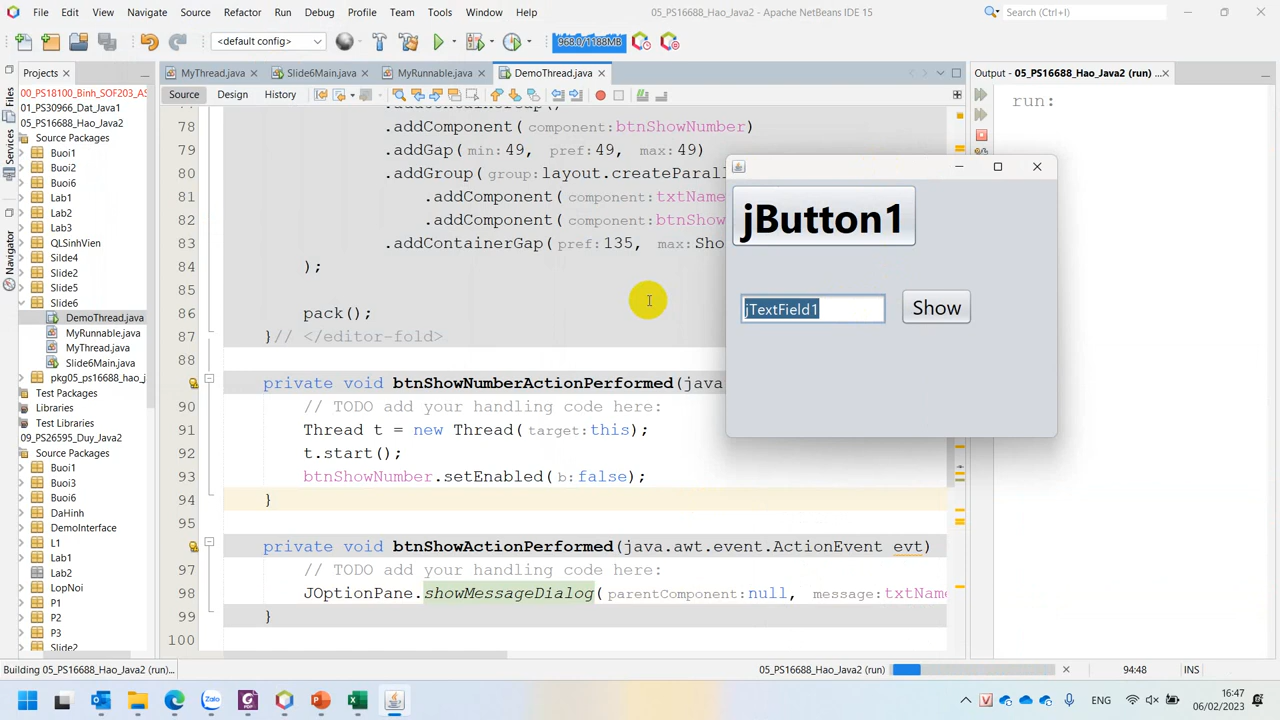 File Edit View Navigate Source Refactor Run Debug Profile Team Tools Window Help
05_PS16688_Hao_Java2 - Apache NetBeans IDE 15
Search (Ctrl+I)
<default config>
968.0/1188MB
Projects
MyThread.java Slide6Main.java MyRunnable.java DemoThread.java
Output - 05_PS16688_Hao_Java2 (run) ...
Source Design History
Files
Services
Navigator
00_PS18100_Binh_SOF203_AS
01_PS30966_Dat_Java1
05_PS16688_Hao_Java2
Source Packages
Buoi1
Buoi2
Buoi6
Lab1
Lab2
Lab3
QLSinhVien
Silde4
Slide2
Slide5
Slide6
DemoThread.java
MyRunnable.java
MyThread.java
Slide6Main.java
pkg05_ps16688_hao_j
Test Packages
Libraries
Test Libraries
09_PS26595_Duy_Java2
Source Packages
Buoi1
Buoi3
Buoi6
DaHinh
DemoInterface
L1
Lab1
Lab2
LopNoi
P1
P2
P3
Slide2
78 .addComponent( component:btnShowNumber)
79 .addGap( min:49, pref:49, max:49)
80 .addGroup( group:layout.createParall
81 .addComponent( component:txtName
82 .addComponent( component:btnShow
83 .addContainerGap( pref:135, max:Sho
84 );
85
86 pack();
87 }// </editor-fold>
88
89 private void btnShowNumberActionPerformed(java
90 // TODO add your handling code here:
91 Thread t = new Thread( target:this);
92 t.start();
93 btnShowNumber.setEnabled( b:false);
94 }
95
96 private void btnShowActionPerformed(java.awt.event.ActionEvent evt)
97 // TODO add your handling code here:
98 JOptionPane.showMessageDialog( parentComponent:null, message:txtName
99 }
100
run:
jButton1
jTextField1 Show
Building 05_PS16688_Hao_Java2 (run)...
05_PS16688_Hao_Java2 (run)
94:48 INS
Zalo
ENG
16:47
06/02/2023